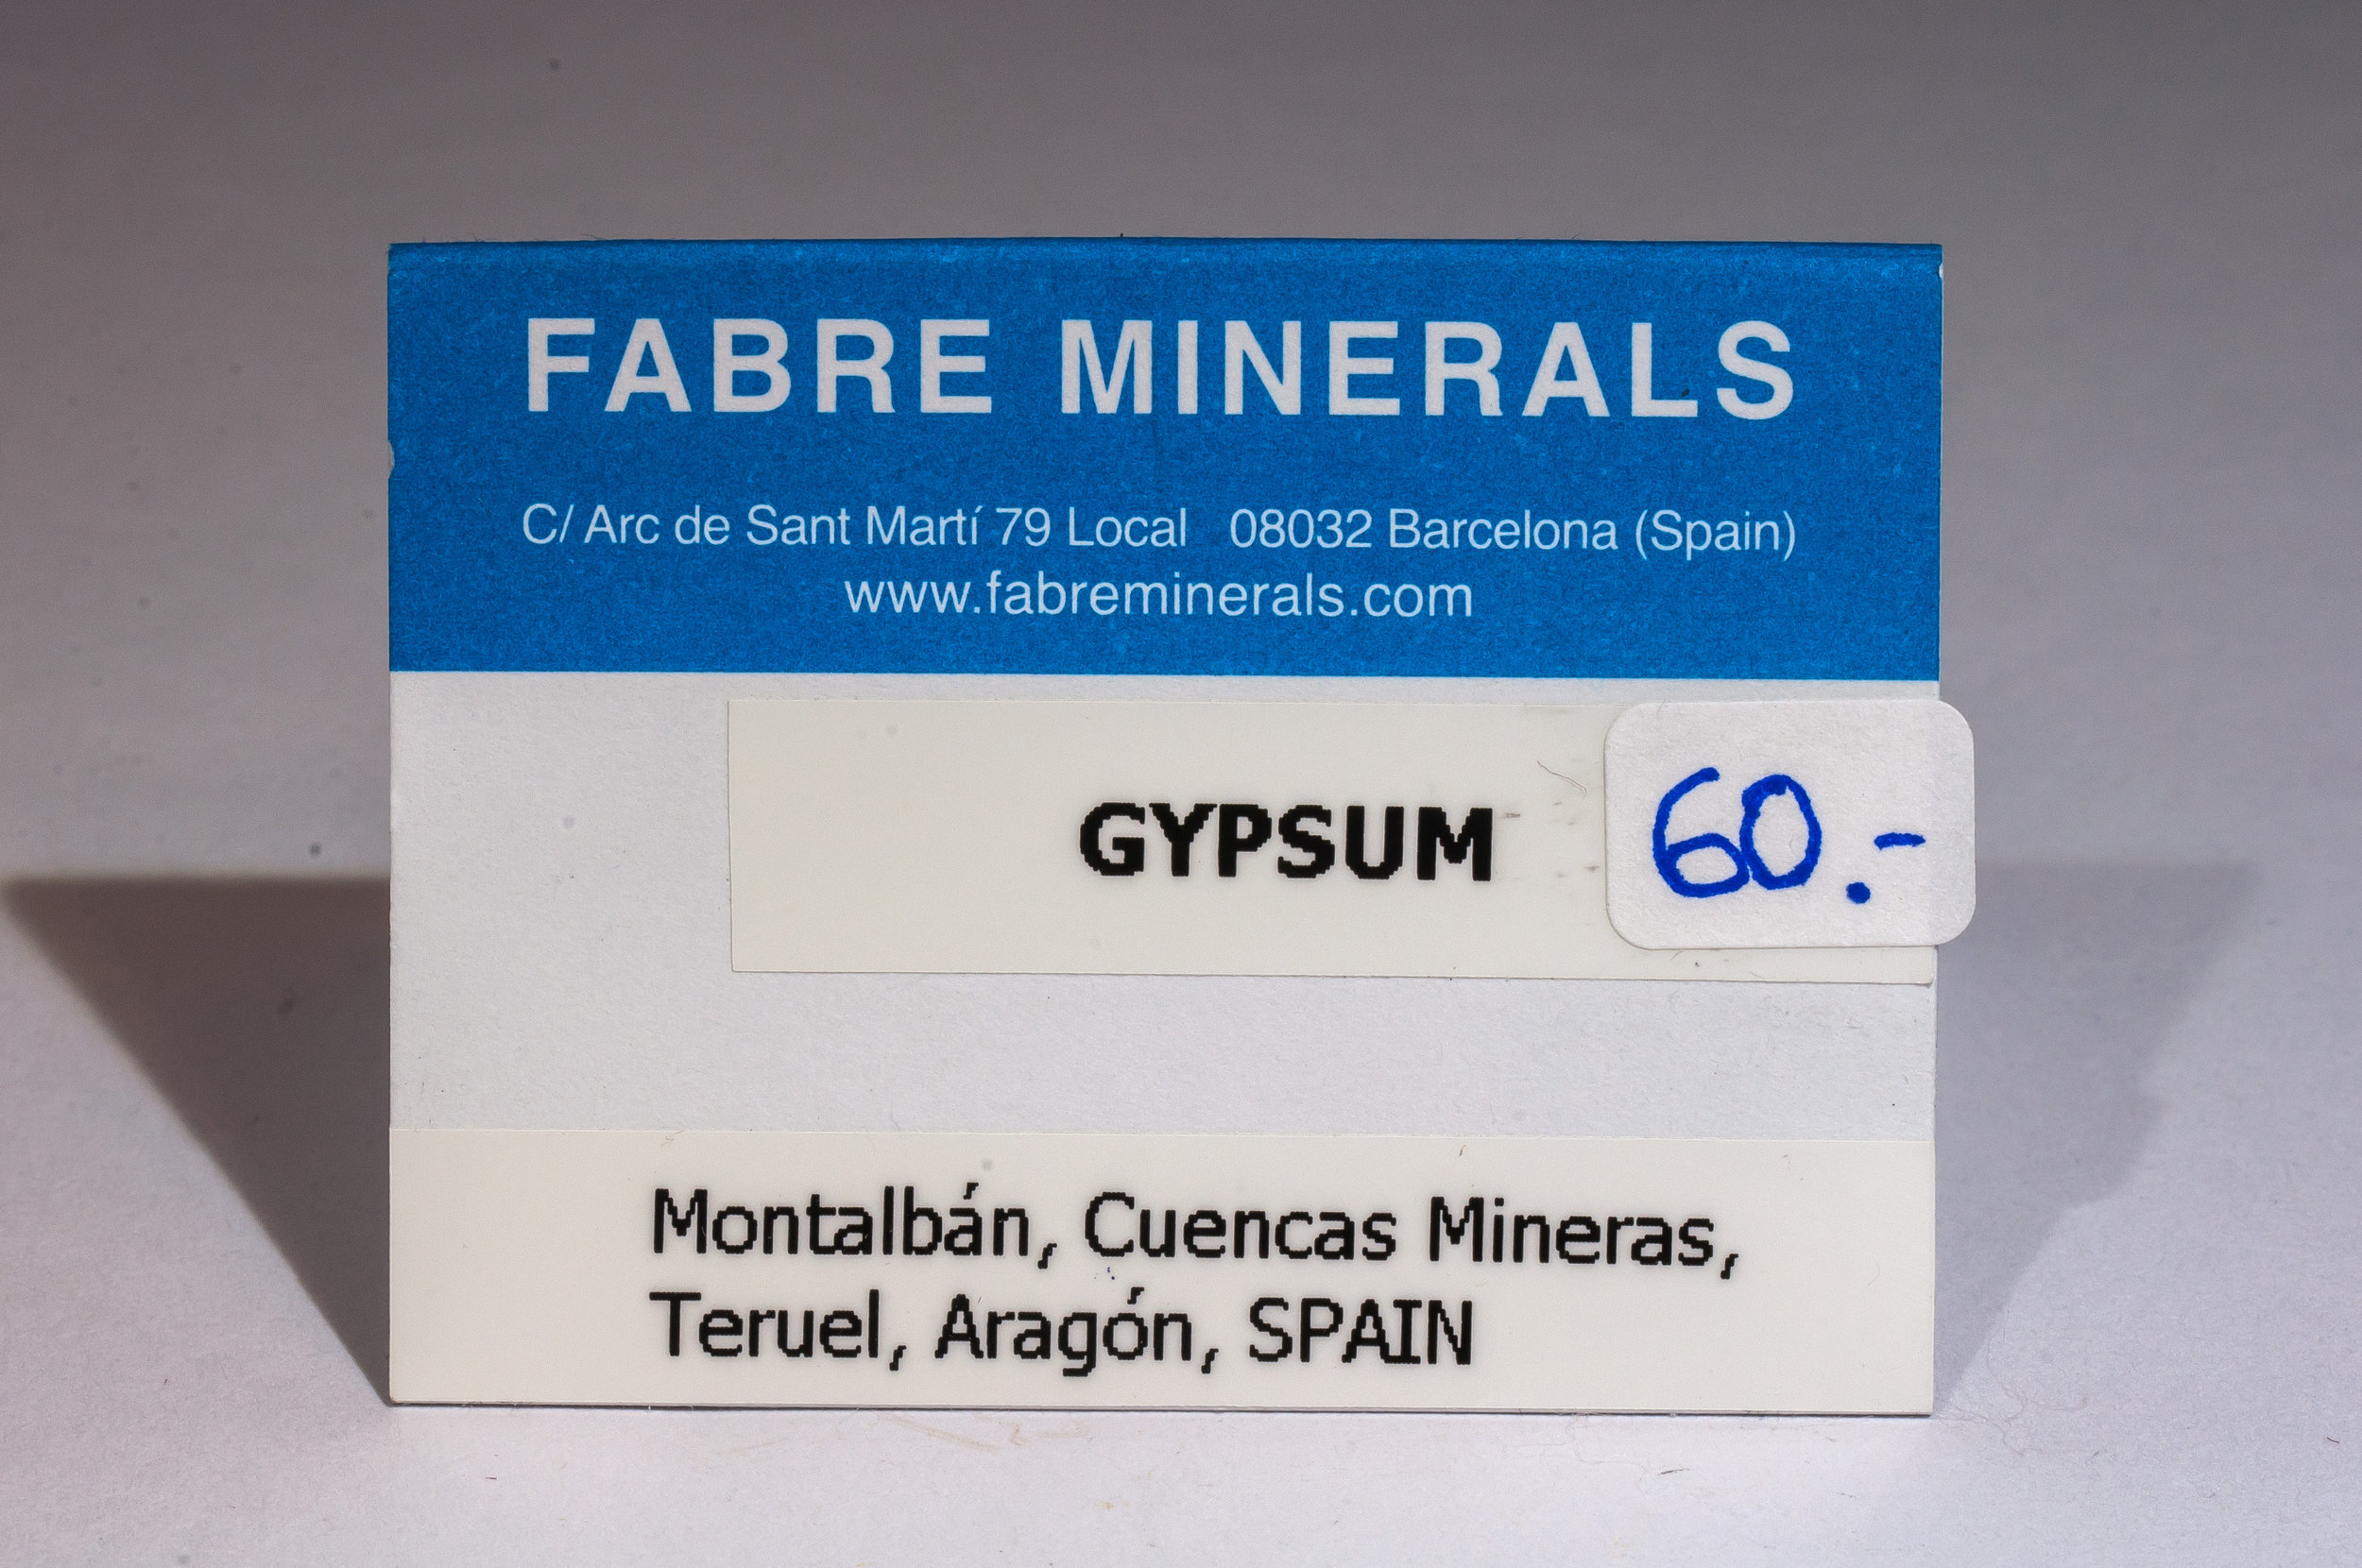 FABRE MINERALS
C/ Arc de Sant Martí 79 Local 08032 Barcelona (Spain)
www.fabreminerals.com
GYPSUM
60.-
Montalbán, Cuencas Mineras,
Teruel, Aragón, SPAIN